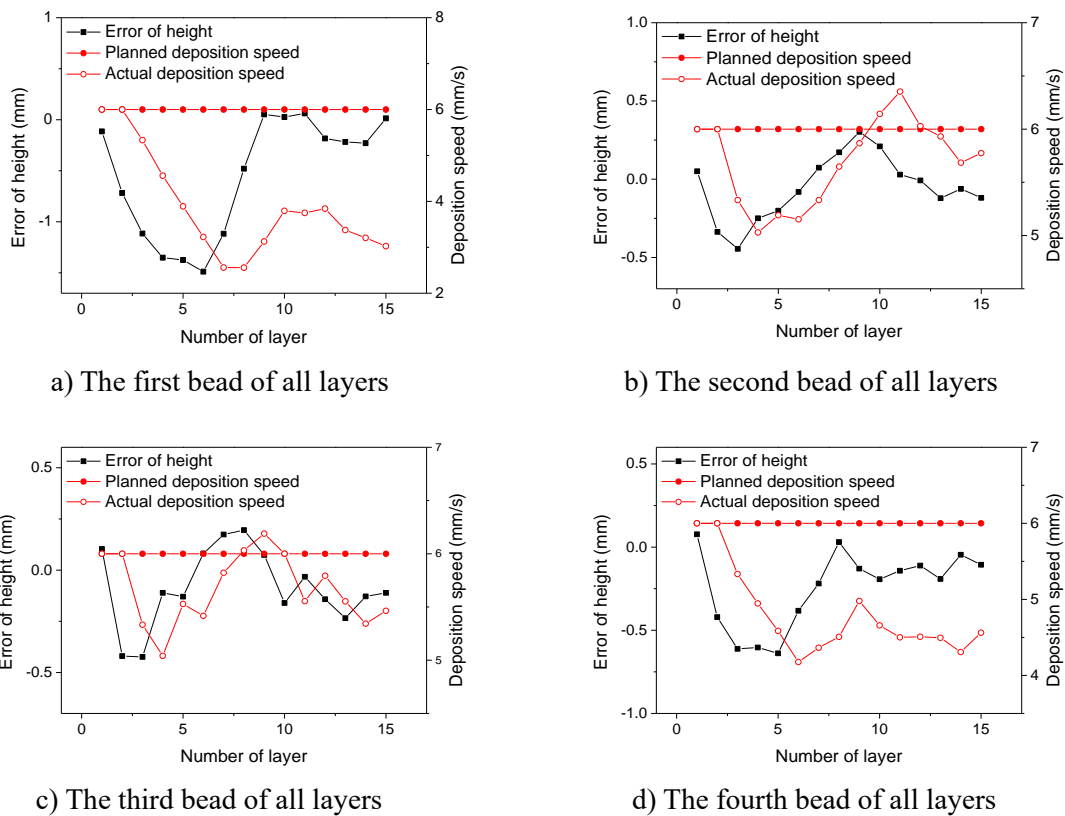 1
0
-1
Error of height (mm)
8
6
4
2
Deposition speed (mm/s)
Error of height
Planned deposition speed
Actual deposition speed
0
5
10
15
Number of layer
a) The first bead of all layers
1.0
0.5
0.0
-0.5
Error of height (mm)
7
6
5
Deposition speed (mm/s)
Error of height
Planned deposition speed
Actual deposition speed
0
5
10
15
Number of layer
b) The second bead of all layers
0.5
0.0
-0.5
Error of height (mm)
7
6
5
Deposition speed (mm/s)
Error of height
Planned deposition speed
Actual deposition speed
0
5
10
15
Number of layer
c) The third bead of all layers
0.5
0.0
-0.5
-1.0
Error of height (mm)
7
6
5
4
Deposition speed (mm/s)
Error of height
Planned deposition speed
Actual deposition speed
0
5
10
15
Number of layer
d) The fourth bead of all layers